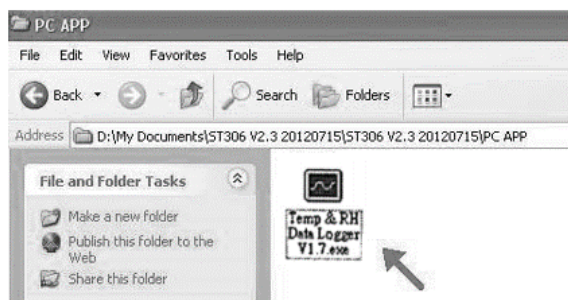 PC APP
File Edit View Favorites Tools Help
Back Search Folders
Address D:\My Documents\ST306 V2.3 20120715\ST306 V2.3 20120715\PC APP
File and Folder Tasks
Make a new folder
Publish this folder to the
Web
Share this folder
Temp & RH
Data Logger
V1.7.exe